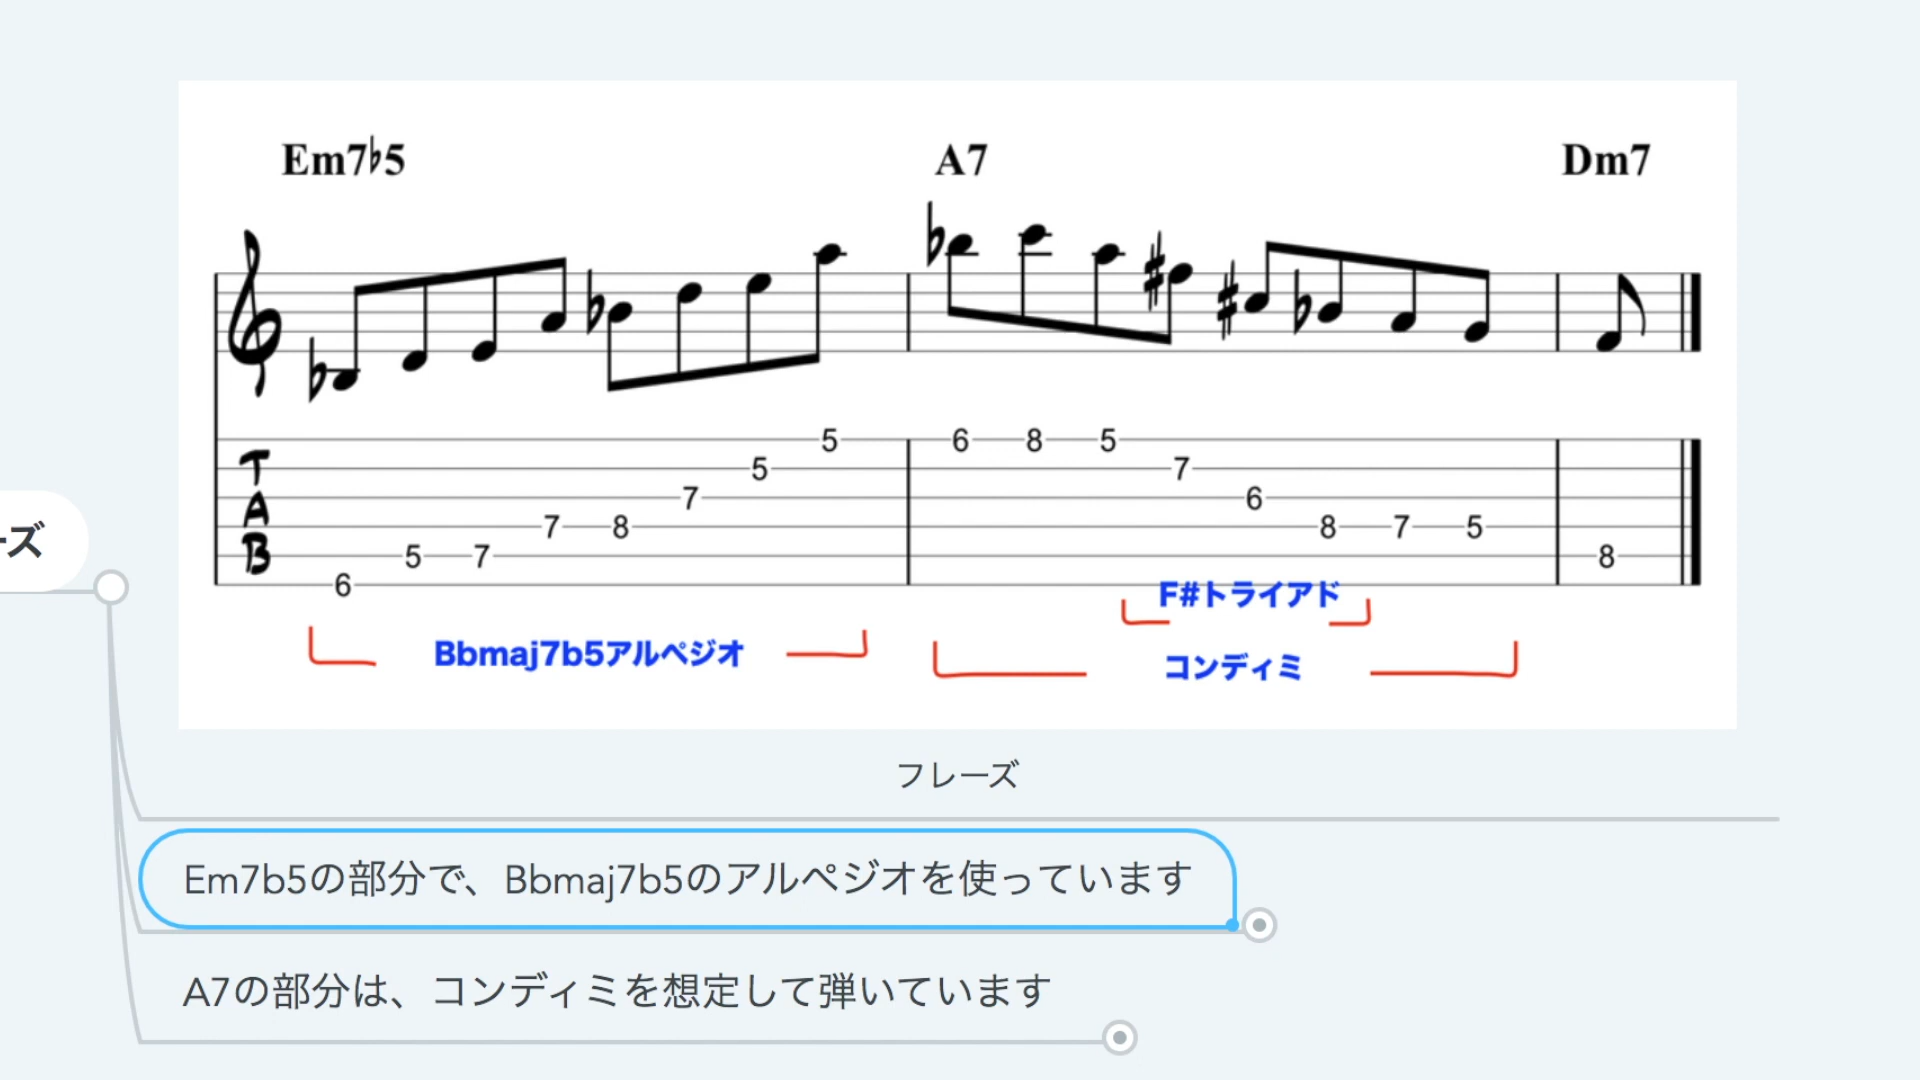 Em7♭5 A7 Dm7
5 6 8 5
5 7
7 6
7 8 8 7 5
5 7 8
6
TAB
F#トライアド
Bbmaj7b5アルペジオ
コンディミ
ーズ
フレーズ
Em7b5の部分で、Bbmaj7b5のアルペジオを使っています
A7の部分は、コンディミを想定して弾いています